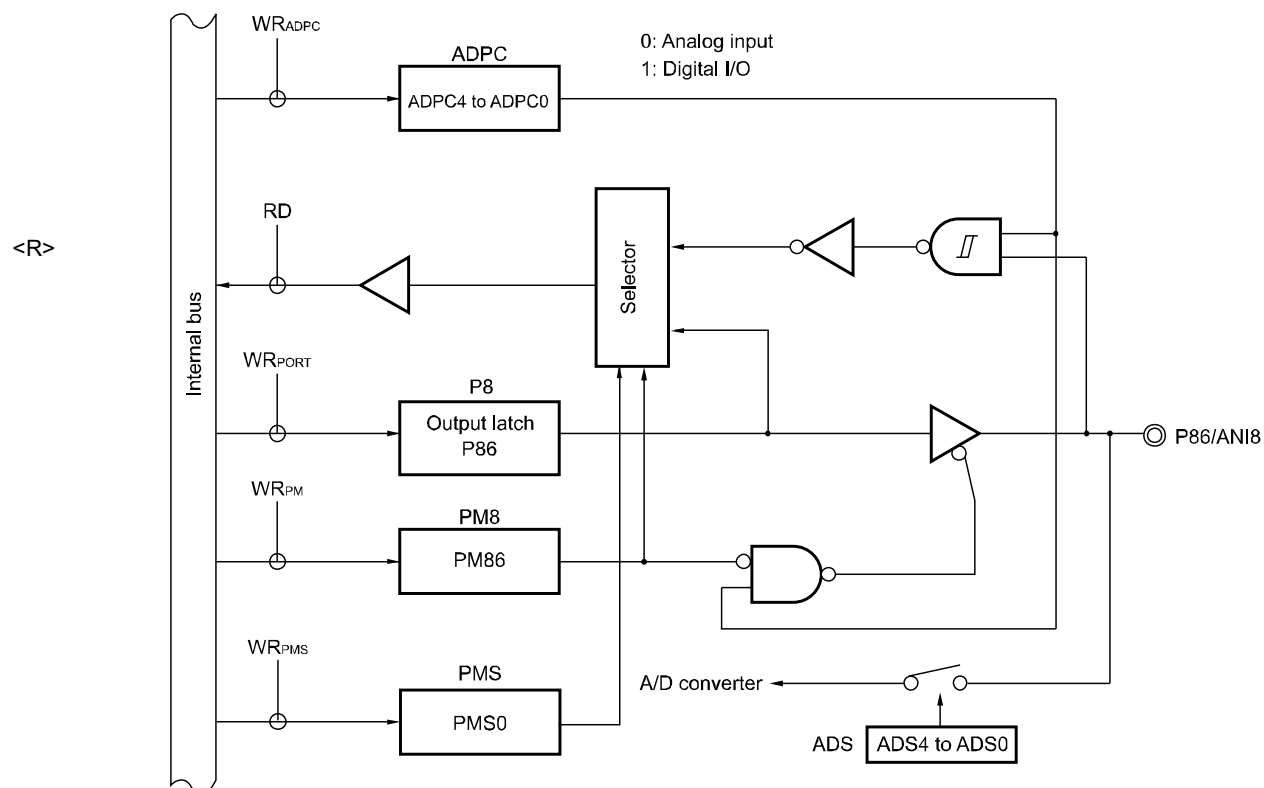 WRADPC
ADPC
0: Analog input
1: Digital I/O
ADPC4 to ADPC0
<R>
RD
Internal bus
Selector
WRPORT
P8
Output latch
P86
P86/ANI8
WRPM
PM8
PM86
WRPMS
PMS
PMS0
A/D converter
ADS
ADS4 to ADS0